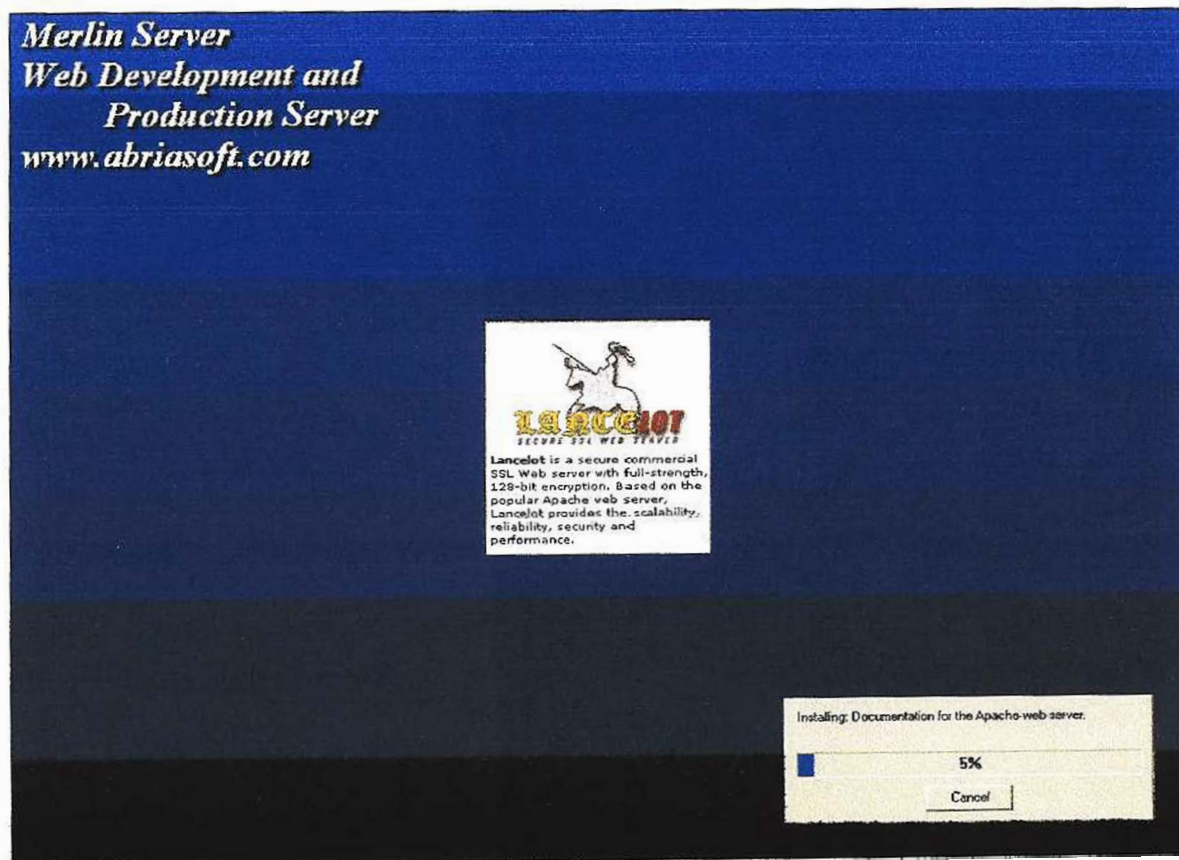 Merlin Server
Web Development and
Production Server
www.abriasoft.com
LANCELOT
SECURE SSL WEB SERVER
Lancelot is a secure commercial
SSL Web server with full-strength,
128-bit encryption. Based on the
popular Apache web server,
Lancelot provides the scalability,
reliability, security and
performance.
Installing: Documentation for the Apache web server.
5%
Cancel